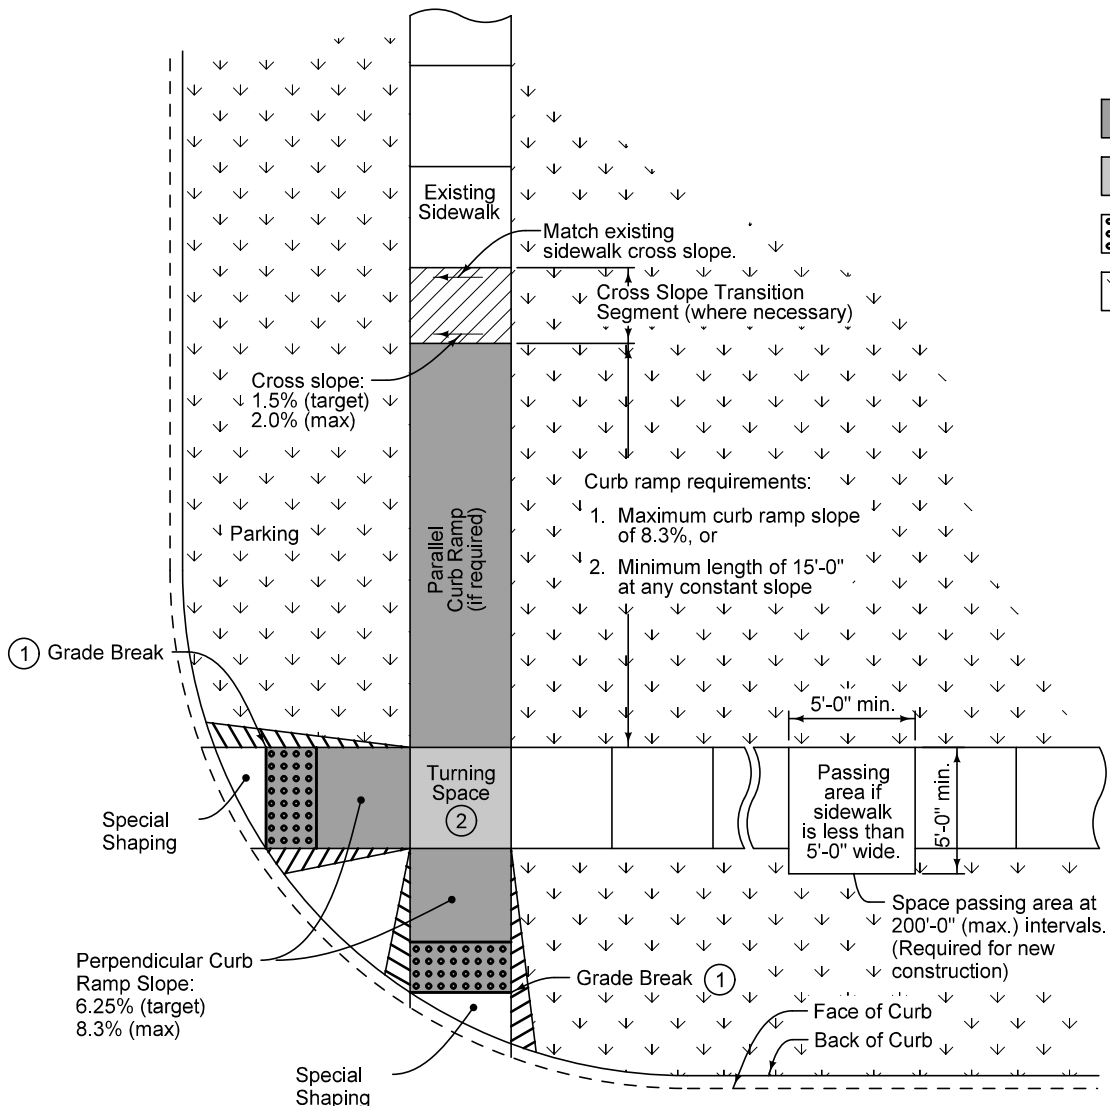 Existing
Sidewalk
Match existing
sidewalk cross slope.
Cross Slope Transition
Segment (where necessary)
Cross slope:
1.5% (target)
2.0% (max)
Curb ramp requirements:
1. Maximum curb ramp slope
of 8.3%, or
2. Minimum length of 15'-0"
at any constant slope
Parking
Parallel
Curb Ramp
(if required)
1 Grade Break
5'-0" min.
Turning
Space
2
Passing
area if
sidewalk
is less than
5'-0" wide.
5'-0" min.
Special
Shaping
Space passing area at
200'-0" (max.) intervals.
(Required for new
construction)
Perpendicular Curb
Ramp Slope:
6.25% (target)
8.3% (max)
Grade Break 1
Face of Curb
Back of Curb
Special
Shaping